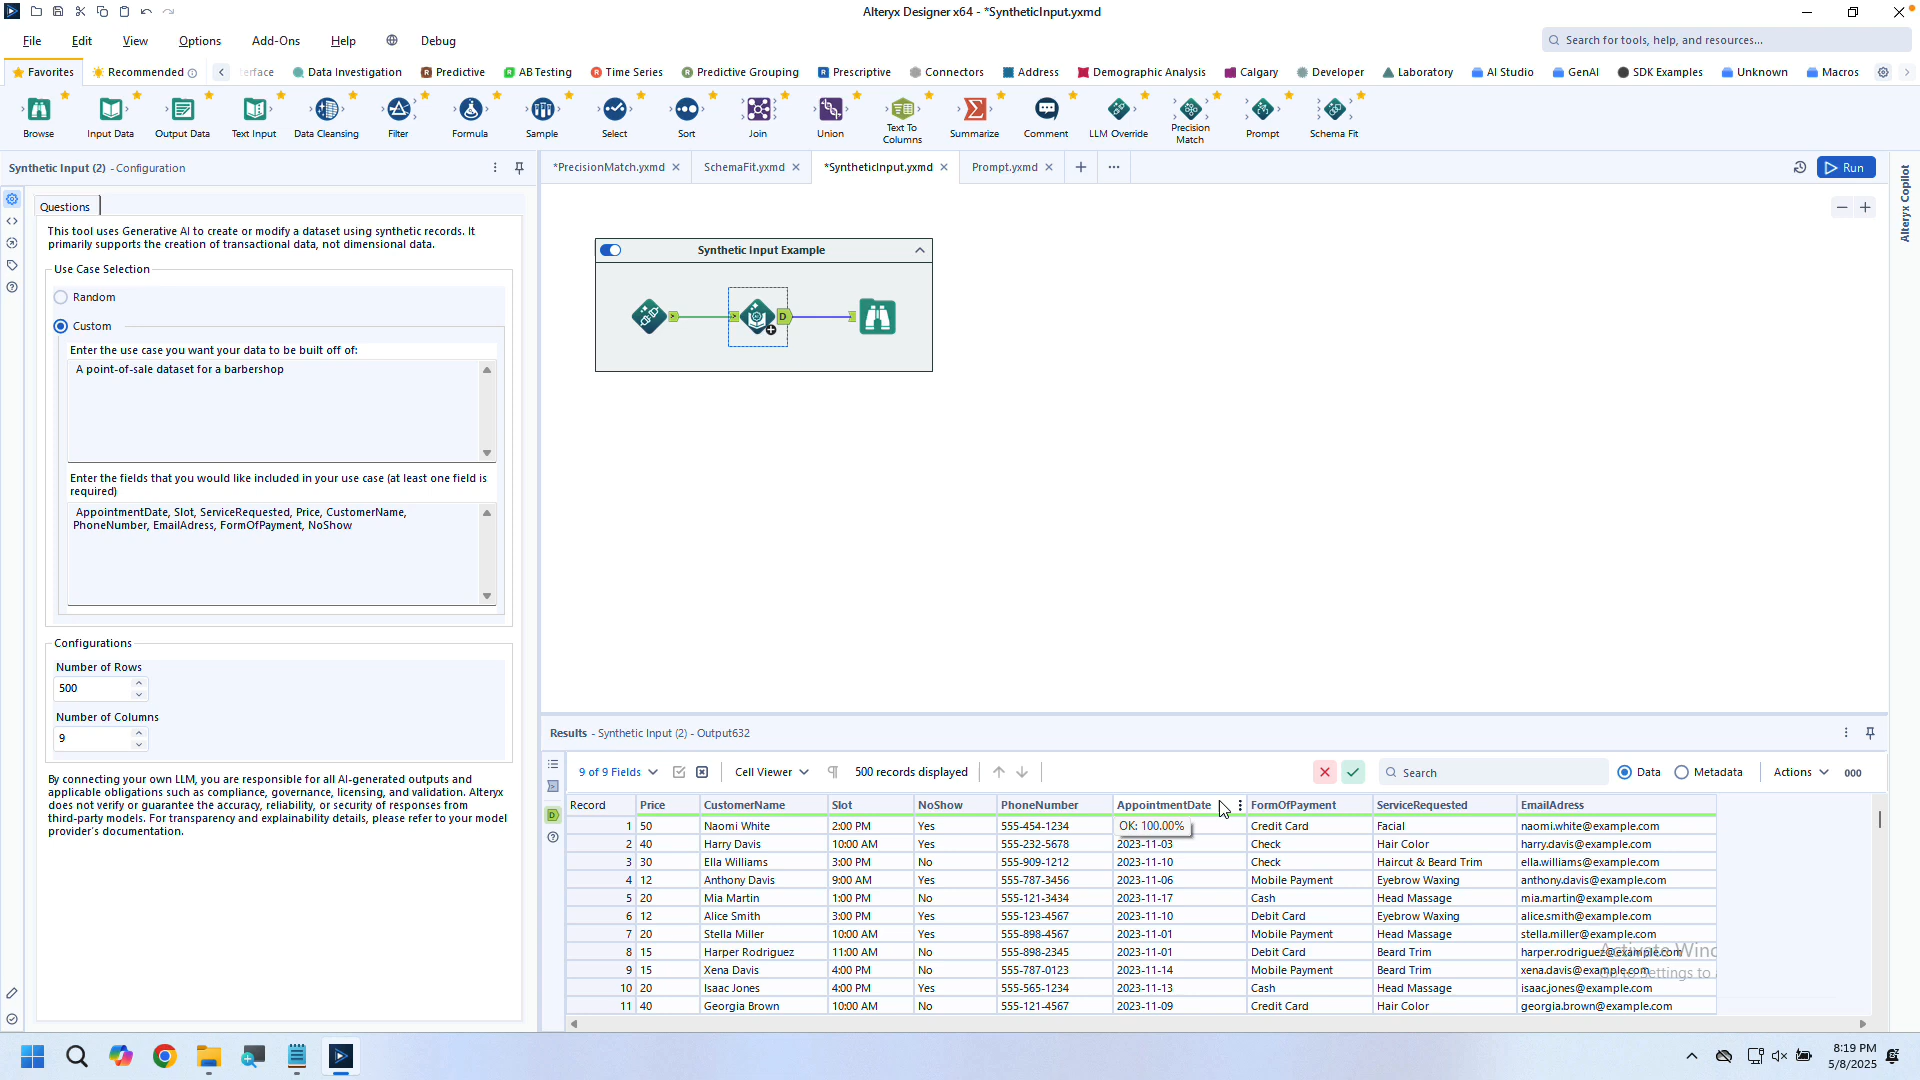 Alteryx Designer x64 - *SyntheticInput.yxmd
File Edit View Options Add-Ons Help Debug
Search for tools, help, and resources...
Favorites Recommended erface Data Investigation Predictive AB Testing Time Series Predictive Grouping Prescriptive Connectors Address Demographic Analysis Calgary Developer Laboratory AI Studio GenAI SDK Examples Unknown Macros
Browse Input Data Output Data Text Input Data Cleansing Filter Formula Sample Select Sort Join Union Text To Columns Summarize Comment LLM Override Precision Match Prompt Schema Fit
Synthetic Input (2) - Configuration
*PrecisionMatch.yxmd SchemaFit.yxmd *SyntheticInput.yxmd Prompt.yxmd
Run
Alteryx Copilot
Questions
This tool uses Generative AI to create or modify a dataset using synthetic records. It
primarily supports the creation of transactional data, not dimensional data.
Use Case Selection
Random
Custom
Enter the use case you want your data to be built off of:
A point-of-sale dataset for a barbershop
Enter the fields that you would like included in your use case (at least one field is
required)
AppointmentDate, Slot, ServiceRequested, Price, CustomerName,
PhoneNumber, EmailAdress, FormOfPayment, NoShow
Configurations
Number of Rows
500
Number of Columns
9
By connecting your own LLM, you are responsible for all AI-generated outputs and
applicable obligations such as compliance, governance, licensing, and validation. Alteryx
does not verify or guarantee the accuracy, reliability, or security of responses from
third-party models. For transparency and explainability details, please refer to your model
provider's documentation.
Synthetic Input Example
D
Results - Synthetic Input (2) - Output632
9 of 9 Fields Cell Viewer 500 records displayed Search Data Metadata Actions 000
Record Price CustomerName Slot NoShow PhoneNumber AppointmentDate FormOfPayment ServiceRequested EmailAdress
1 50 Naomi White 2:00 PM Yes 555-454-1234 OK: 100.00% Credit Card Facial naomi.white@example.com
2 40 Harry Davis 10:00 AM Yes 555-232-5678 2023-11-03 Check Hair Color harry.davis@example.com
3 30 Ella Williams 3:00 PM No 555-909-1212 2023-11-10 Check Haircut & Beard Trim ella.williams@example.com
4 12 Anthony Davis 9:00 AM Yes 555-787-3456 2023-11-06 Mobile Payment Eyebrow Waxing anthony.davis@example.com
5 20 Mia Martin 1:00 PM No 555-121-3434 2023-11-17 Cash Head Massage mia.martin@example.com
6 12 Alice Smith 3:00 PM Yes 555-123-4567 2023-11-10 Debit Card Eyebrow Waxing alice.smith@example.com
7 20 Stella Miller 10:00 AM Yes 555-898-4567 2023-11-01 Mobile Payment Head Massage stella.miller@example.com
8 15 Harper Rodriguez 11:00 AM No 555-898-2345 2023-11-01 Debit Card Beard Trim harper.rodriguez@example.com
9 15 Xena Davis 4:00 PM No 555-787-0123 2023-11-14 Mobile Payment Beard Trim xena.davis@example.com
10 20 Isaac Jones 4:00 PM Yes 555-565-1234 2023-11-13 Cash Head Massage isaac.jones@example.com
11 40 Georgia Brown 10:00 AM No 555-121-4567 2023-11-09 Credit Card Hair Color georgia.brown@example.com
8:19 PM
5/8/2025